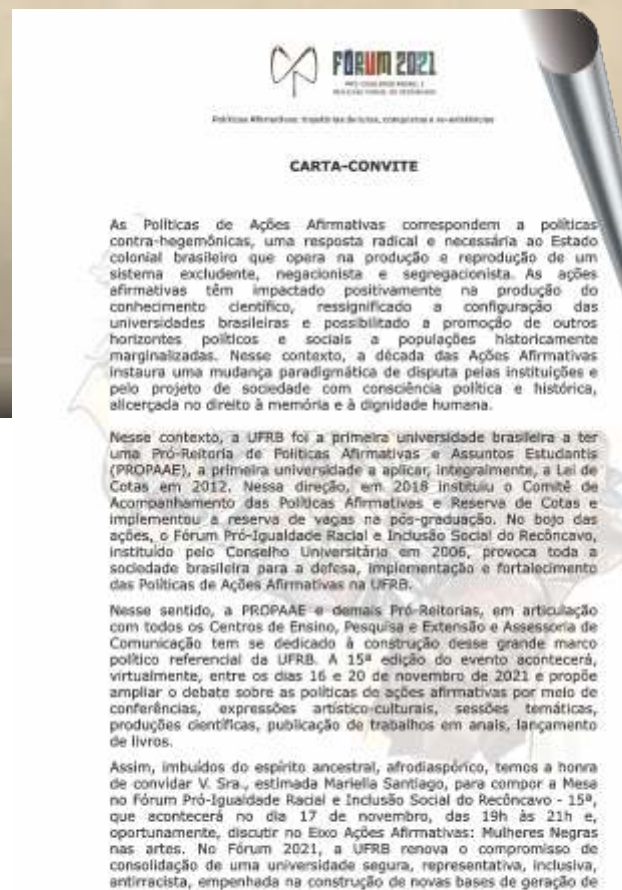 FÓRUM 2021
PRÓ-IGUALDADE RACIAL E
INCLUSÃO SOCIAL DO RECÔNCAVO
Políticas Afirmativas: trajetórias de lutas, conquistas e re-existências
CARTA-CONVITE
As Políticas de Ações Afirmativas correspondem a políticas
contra-hegemônicas, uma resposta radical e necessária ao Estado
colonial brasileiro que opera na produção e reprodução de um
sistema excludente, negacionista e segregacionista. As ações
afirmativas têm impactado positivamente na produção do
conhecimento científico, ressignificado a configuração das
universidades brasileiras e possibilitado a promoção de outros
horizontes políticos e sociais a populações historicamente
marginalizadas. Nesse contexto, a década das Ações Afirmativas
instaura uma mudança paradigmática de disputa pelas instituições e
pelo projeto de sociedade com consciência política e histórica,
alicerçada no direito à memória e à dignidade humana.
Nesse contexto, a UFRB foi a primeira universidade brasileira a ter
uma Pró-Reitoria de Políticas Afirmativas e Assuntos Estudantis
(PROPAAE), a primeira universidade a aplicar, integralmente, a Lei de
Cotas em 2012. Nessa direção, em 2018 instituiu o Comitê de
Acompanhamento das Políticas Afirmativas e Reserva de Cotas e
implementou a reserva de vagas na pós-graduação. No bojo das
ações, o Fórum Pró-Igualdade Racial e Inclusão Social do Recôncavo,
instituído pelo Conselho Universitário em 2006, provoca toda a
sociedade brasileira para a defesa, implementação e fortalecimento
das Políticas de Ações Afirmativas na UFRB.
Nesse sentido, a PROPAAE e demais Pró-Reitorias, em articulação
com todos os Centros de Ensino, Pesquisa e Extensão e Assessoria de
Comunicação tem se dedicado à construção desse grande marco
político referencial da UFRB. A 15ª edição do evento acontecerá,
virtualmente, entre os dias 16 e 20 de novembro de 2021 e propõe
ampliar o debate sobre as políticas de ações afirmativas por meio de
conferências, expressões artístico-culturais, sessões temáticas,
produções científicas, publicação de trabalhos em anais, lançamento
de livros.
Assim, imbuídos do espírito ancestral, afrodiaspórico, temos a honra
de convidar V. Sra., estimada Mariella Santiago, para compor a Mesa
no Fórum Pró-Igualdade Racial e Inclusão Social do Recôncavo - 15ª,
que acontecerá no dia 17 de novembro, das 19h às 21h e,
oportunamente, discutir no Eixo Ações Afirmativas: Mulheres Negras
nas artes. No Fórum 2021, a UFRB renova o compromisso de
consolidação de uma universidade segura, representativa, inclusiva,
antirracista, empenhada na construção de novas bases de geração de